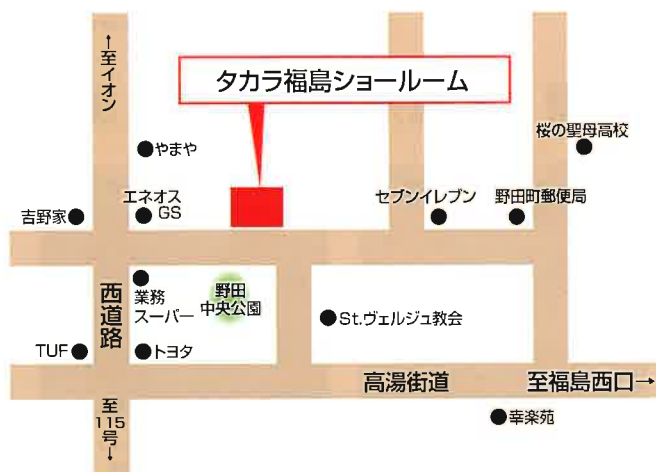 ←至イオン
タカラ福島ショールーム
やまや
桜の聖母高校
エネオス
GS
吉野家
セブンイレブン
野田町郵便局
業務
スーパー
野田
中央公園
西道路
St.ヴェルジュ教会
TUF
トヨタ
高湯街道
至福島西口→
至115号→
幸楽苑